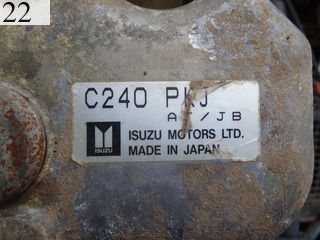 22
C240 PKJ
/JB
ISUZU MOTORS LTD.
ISUZU
MADE IN JAPAN